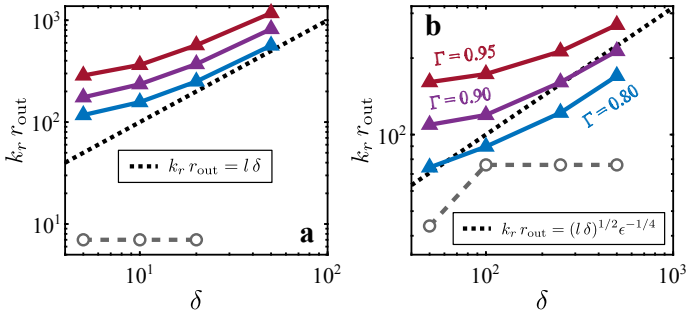 10^3
10^2
10^1
k_r r_out
k_r r_out = l δ
a
10^1
10^2
δ
b
Γ = 0.95
Γ = 0.90
Γ = 0.80
10^2
k_r r_out
k_r r_out = (l δ)^{1/2} ϵ^{-1/4}
10^2
10^3
δ